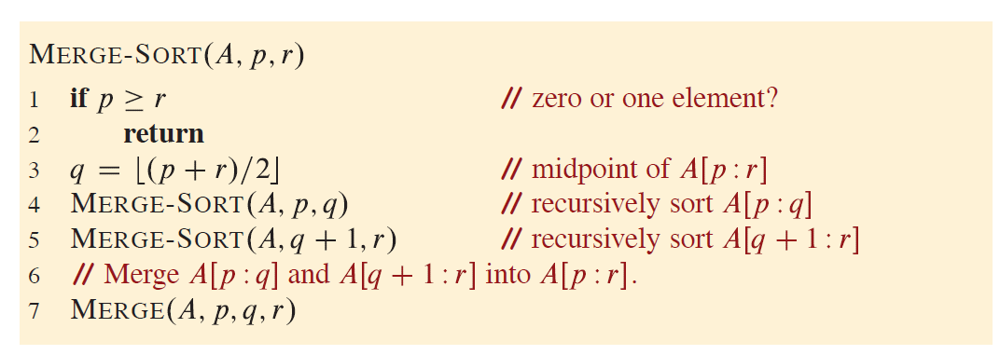 MERGE-SORT(A, p, r)
1 if p ≥ r // zero or one element?
2 return
3 q = ⌊(p + r)/2⌋ // midpoint of A[p : r]
4 MERGE-SORT(A, p, q) // recursively sort A[p : q]
5 MERGE-SORT(A, q + 1, r) // recursively sort A[q + 1 : r]
6 // Merge A[p : q] and A[q + 1 : r] into A[p : r].
7 MERGE(A, p, q, r)